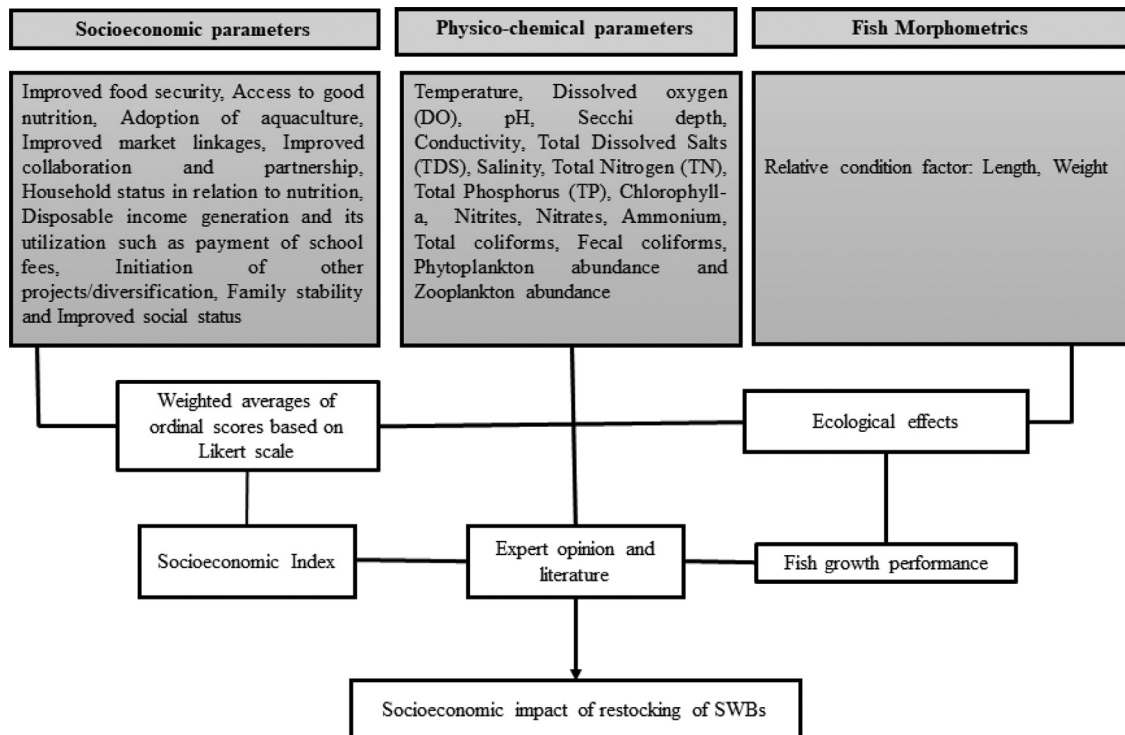 Socioeconomic parameters
Physico-chemical parameters
Fish Morphometrics
Improved food security, Access to good
nutrition, Adoption of aquaculture,
Improved market linkages, Improved
collaboration and partnership,
Household status in relation to nutrition,
Disposable income generation and its
utilization such as payment of school
fees, Initiation of other
projects/diversification, Family stability
and Improved social status
Temperature, Dissolved oxygen
(DO), pH, Secchi depth,
Conductivity, Total Dissolved Salts
(TDS), Salinity, Total Nitrogen (TN),
Total Phosphorus (TP), Chlorophyll-
a, Nitrites, Nitrates, Ammonium,
Total coliforms, Fecal coliforms,
Phytoplankton abundance and
Zooplankton abundance
Relative condition factor: Length, Weight
Weighted averages of
ordinal scores based on
Likert scale
Ecological effects
Socioeconomic Index
Expert opinion and
literature
Fish growth performance
Socioeconomic impact of restocking of SWBs